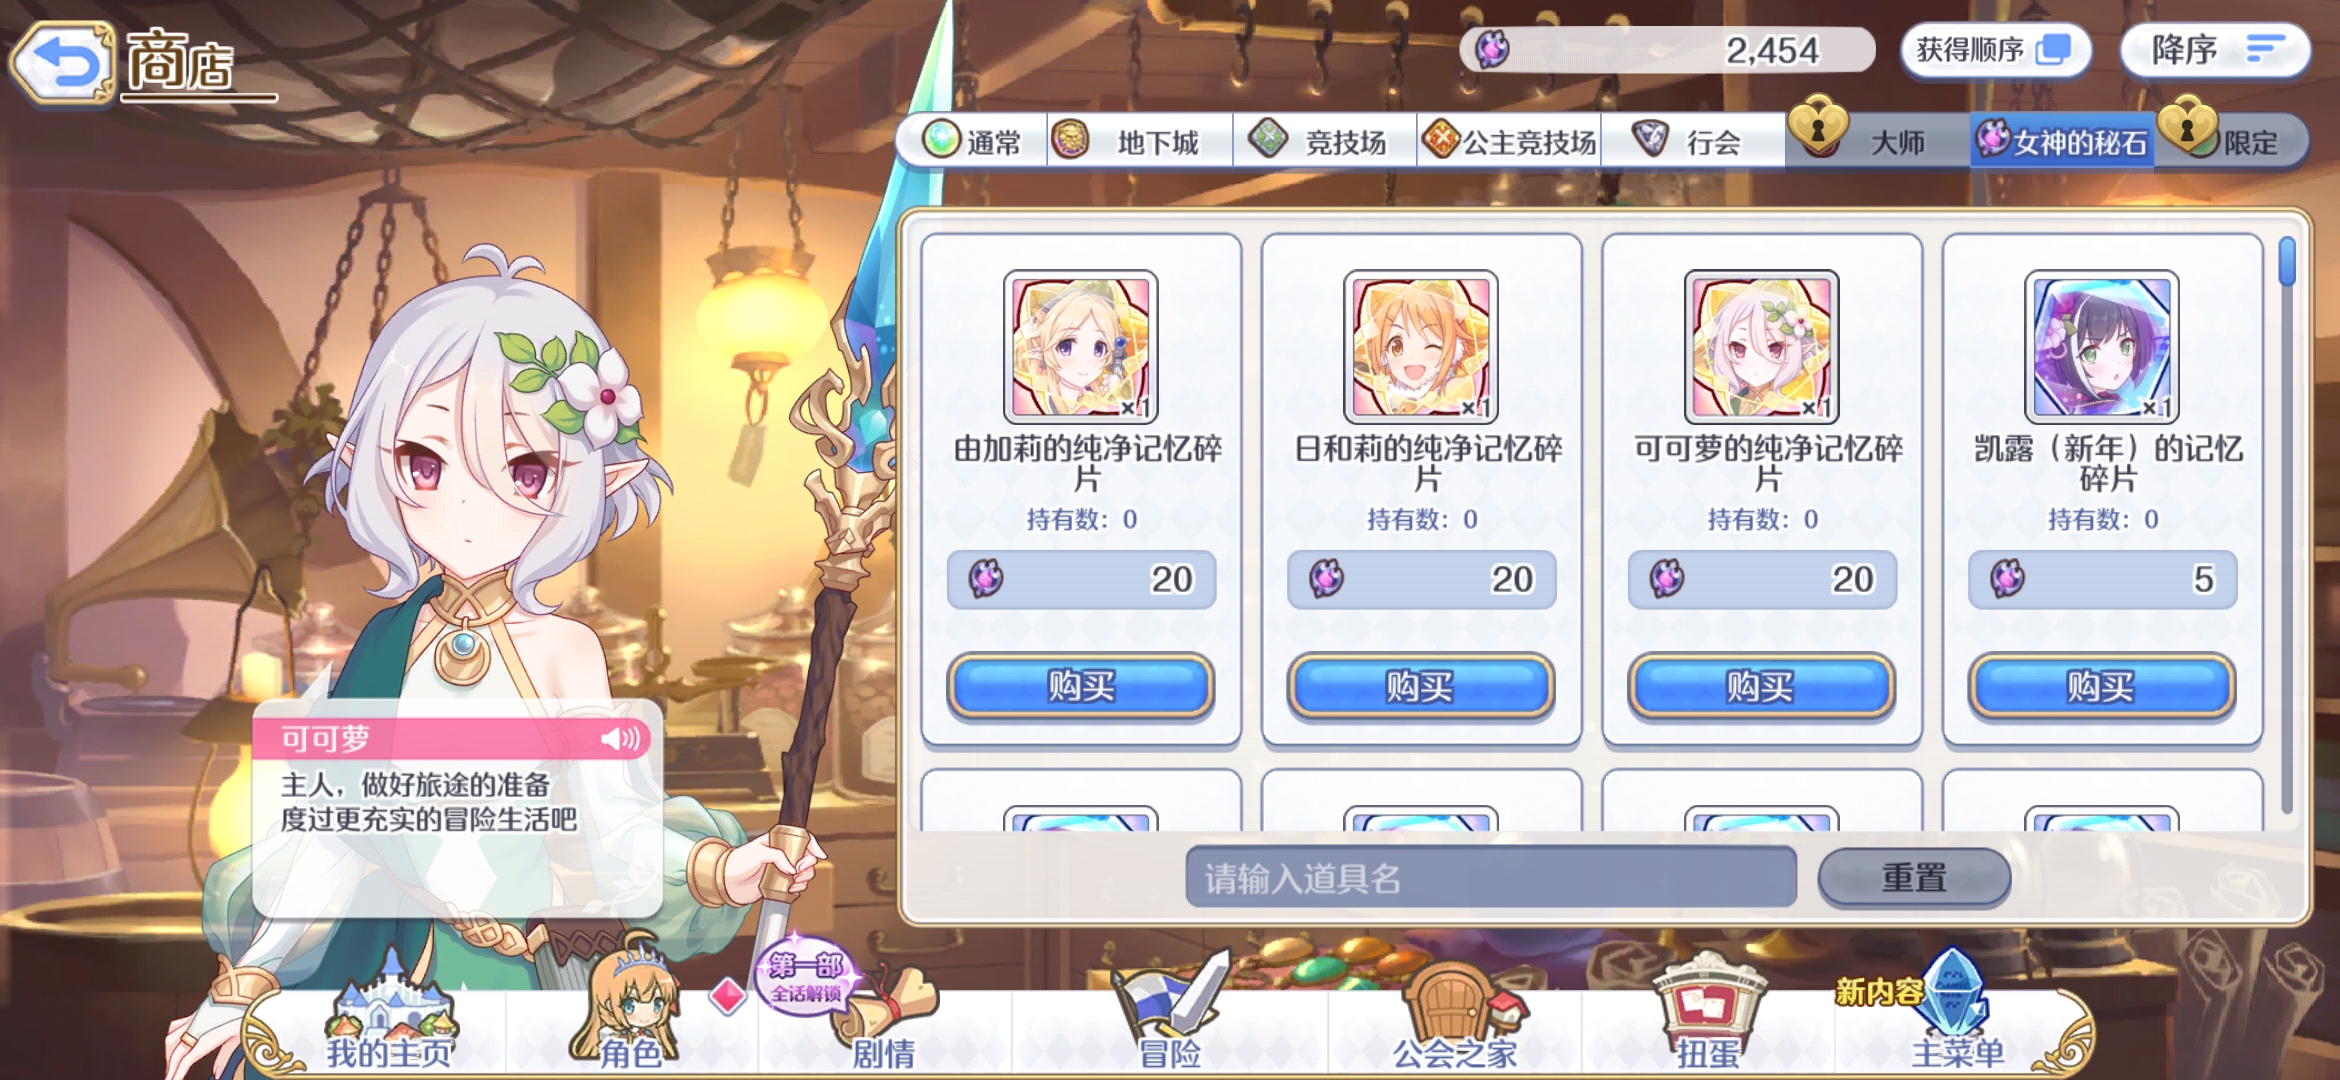 商店
2,454
获得顺序
降序
通常
地下城
竞技场
公主竞技场
行会
大师
女神的秘石
限定
×1
×1
×1
×1
由加莉的纯净记忆碎
片
日和莉的纯净记忆碎
片
可可萝的纯净记忆碎
片
凯露（新年）的记忆
碎片
持有数：0
持有数：0
持有数：0
持有数：0
20
20
20
5
购买
购买
购买
购买
可可萝
主人，做好旅途的准备
度过更充实的冒险生活吧
请输入道具名
重置
第一部
全话解锁
新内容
我的主页
角色
剧情
冒险
公会之家
扭蛋
主菜单